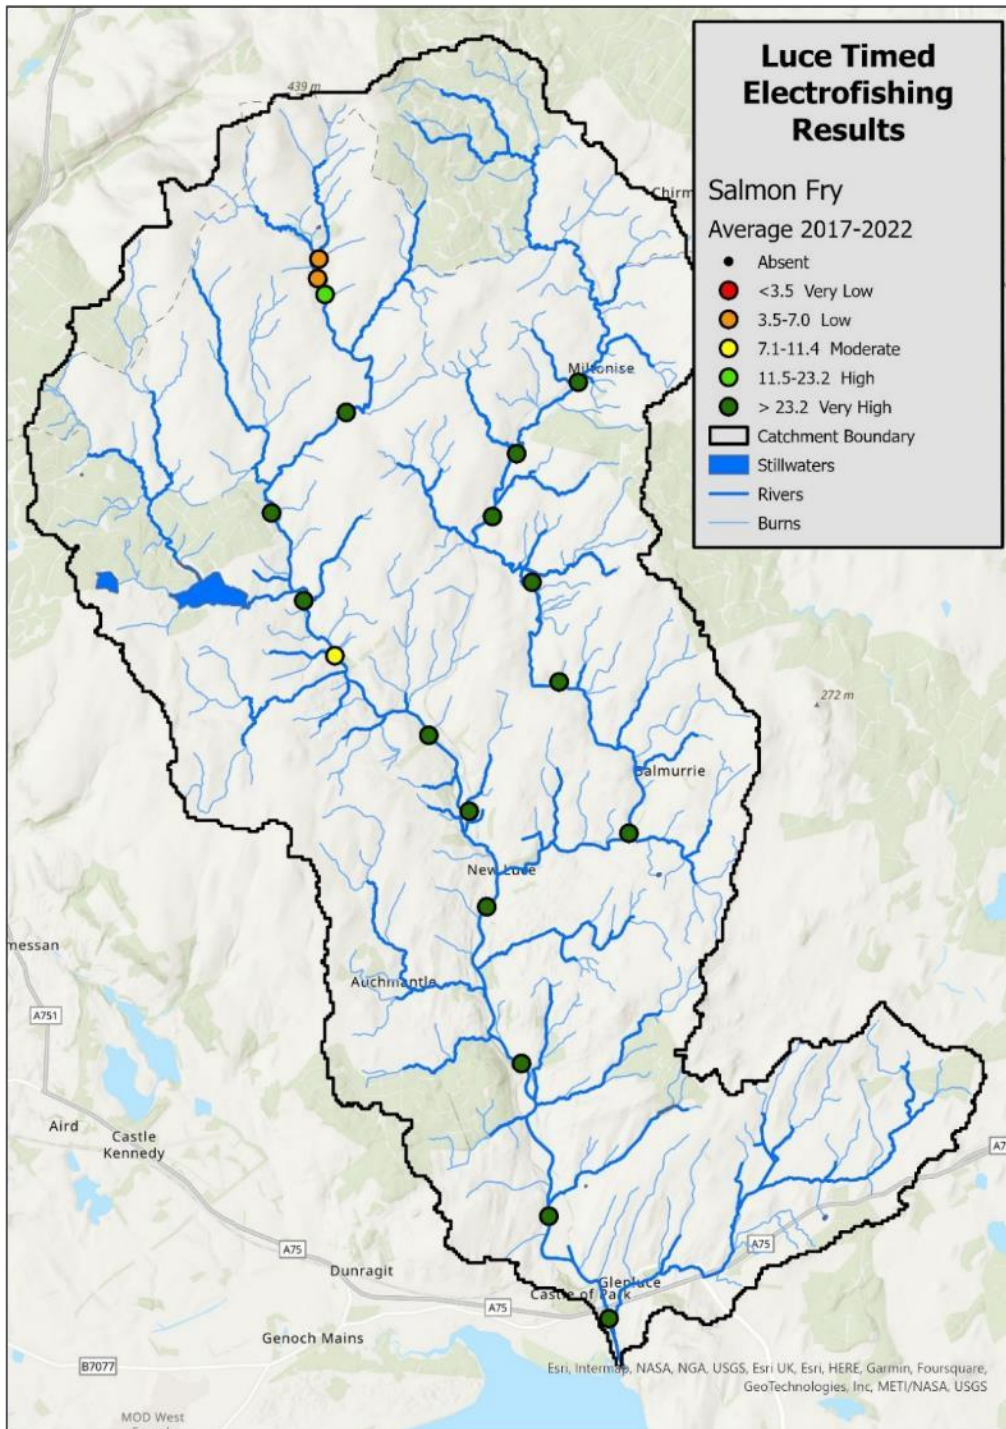 Luce Timed
Electrofishing
Results
Salmon Fry
Average 2017-2022
Absent
<3.5 Very Low
3.5-7.0 Low
7.1-11.4 Moderate
11.5-23.2 High
> 23.2 Very High
Catchment Boundary
Stillwaters
Rivers
Burns
439 m
Chirm
Miltonise
272 m
Balmurrie
New Luce
messan
Auchmantle
A751
Aird
Castle
Kennedy
A7
A75
A75
Dunragit
Glenluce
Castle of Park
A75
Genoch Mains
B7077
Esri, Intermap, NASA, NGA, USGS, Esri UK, Esri, HERE, Garmin, Foursquare,
GeoTechnologies, Inc, METI/NASA, USGS
MOD West